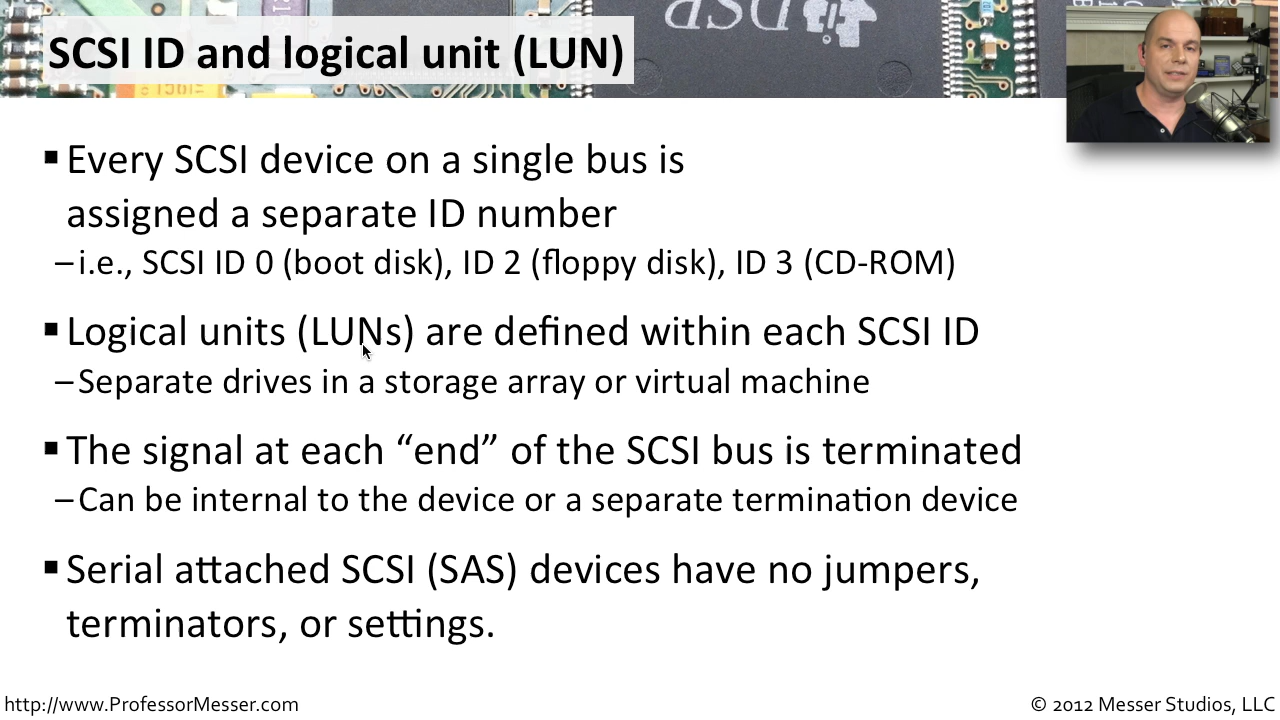 SCSI ID and logical unit (LUN)
DSP
▪ Every SCSI device on a single bus is
assigned a separate ID number
– i.e., SCSI ID 0 (boot disk), ID 2 (floppy disk), ID 3 (CD-ROM)
▪ Logical units (LUNs) are defined within each SCSI ID
– Separate drives in a storage array or virtual machine
▪ The signal at each “end” of the SCSI bus is terminated
– Can be internal to the device or a separate termination device
▪ Serial attached SCSI (SAS) devices have no jumpers,
terminators, or settings.
http://www.ProfessorMesser.com
© 2012 Messer Studios, LLC